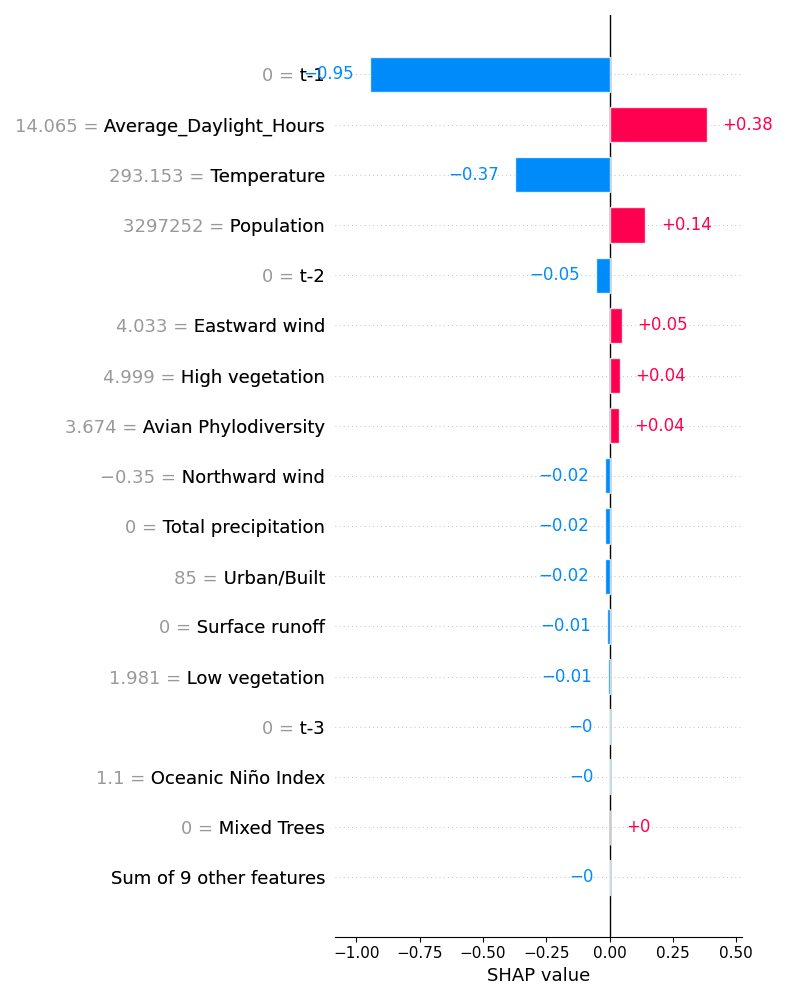 0 = t-1 −0.95
14.065 = Average_Daylight_Hours +0.38
293.153 = Temperature −0.37
3297252 = Population +0.14
0 = t-2 −0.05
4.033 = Eastward wind +0.05
4.999 = High vegetation +0.04
3.674 = Avian Phylodiversity +0.04
−0.35 = Northward wind −0.02
0 = Total precipitation −0.02
85 = Urban/Built −0.02
0 = Surface runoff −0.01
1.981 = Low vegetation −0.01
0 = t-3 −0
1.1 = Oceanic Niño Index −0
0 = Mixed Trees +0
Sum of 9 other features −0
−1.00 −0.75 −0.50 −0.25 0.00 0.25 0.50
SHAP value